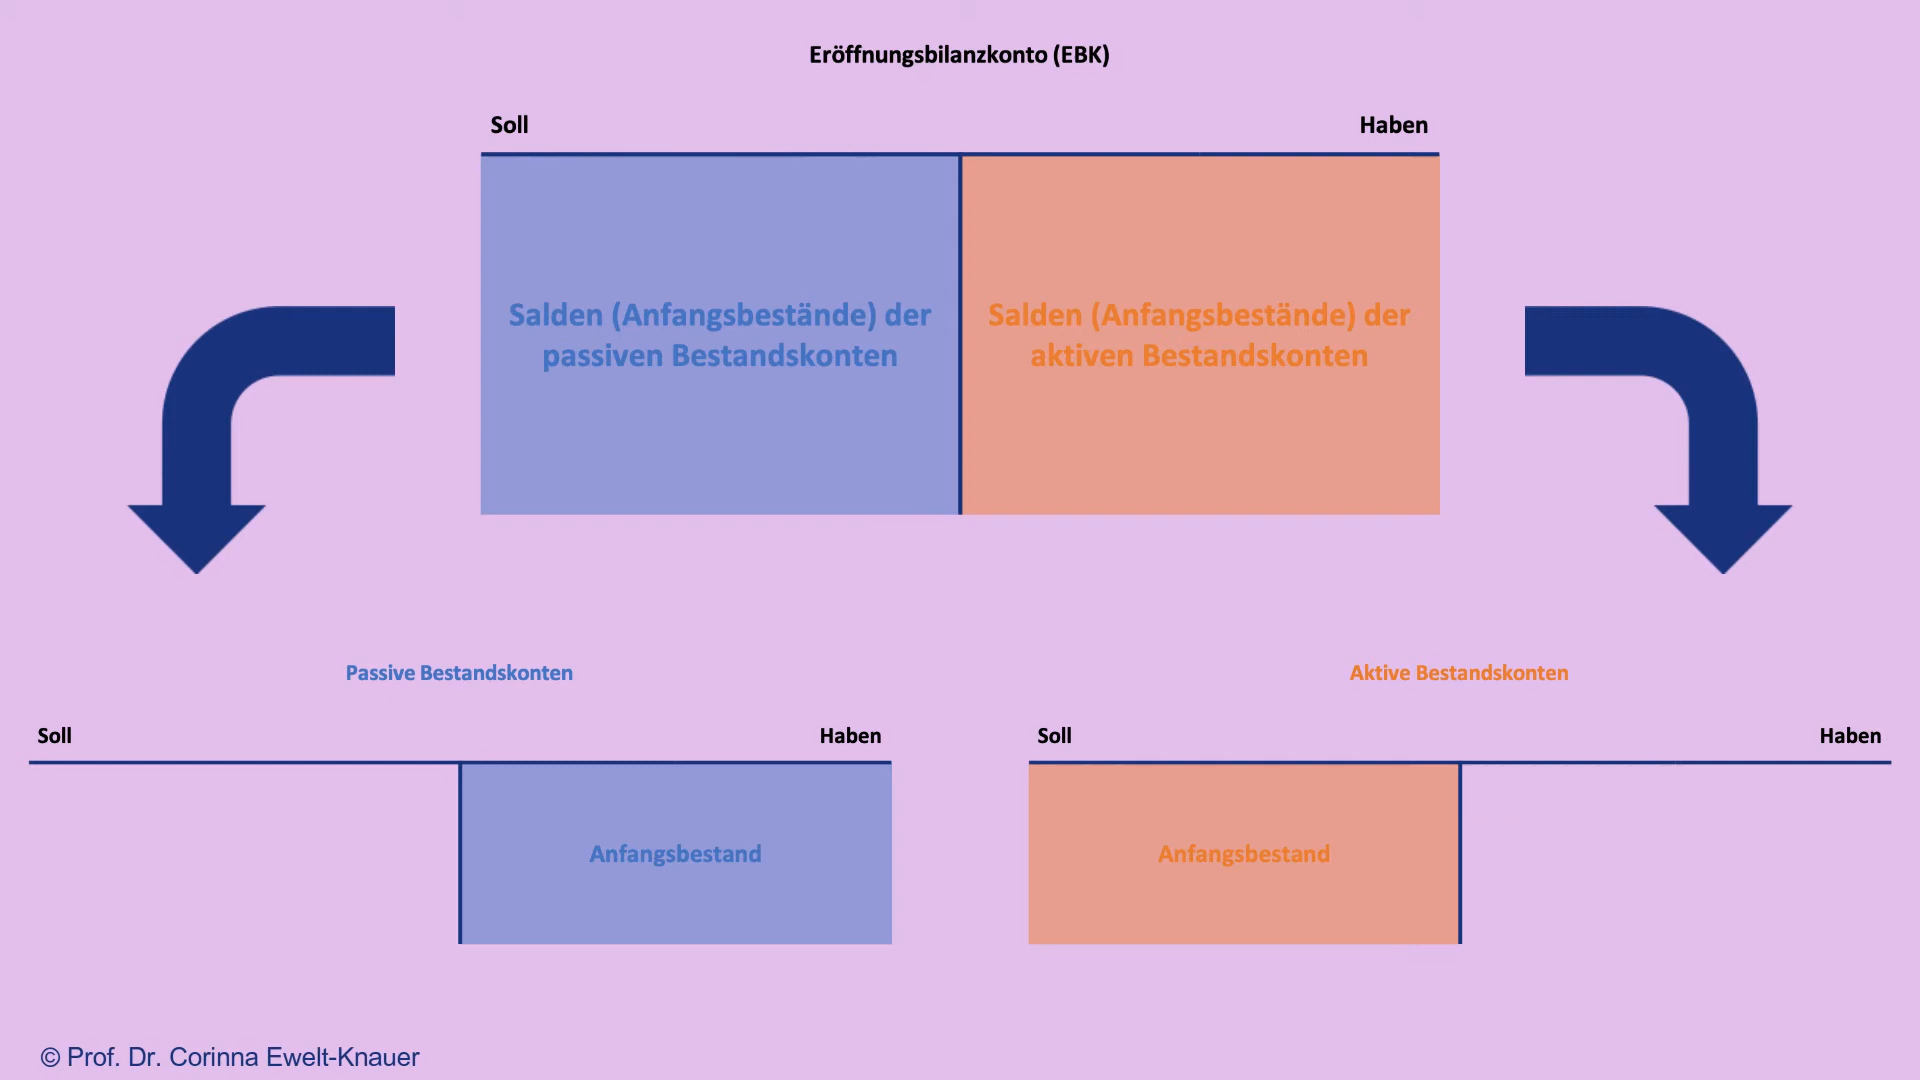 Eröffnungsbilanzkonto (EBK)
Soll
Haben
Salden (Anfangsbestände) der
passiven Bestandskonten
Salden (Anfangsbestände) der
aktiven Bestandskonten
Passive Bestandskonten
Soll
Haben
Anfangsbestand
Aktive Bestandskonten
Soll
Haben
Anfangsbestand
© Prof. Dr. Corinna Ewelt-Knauer